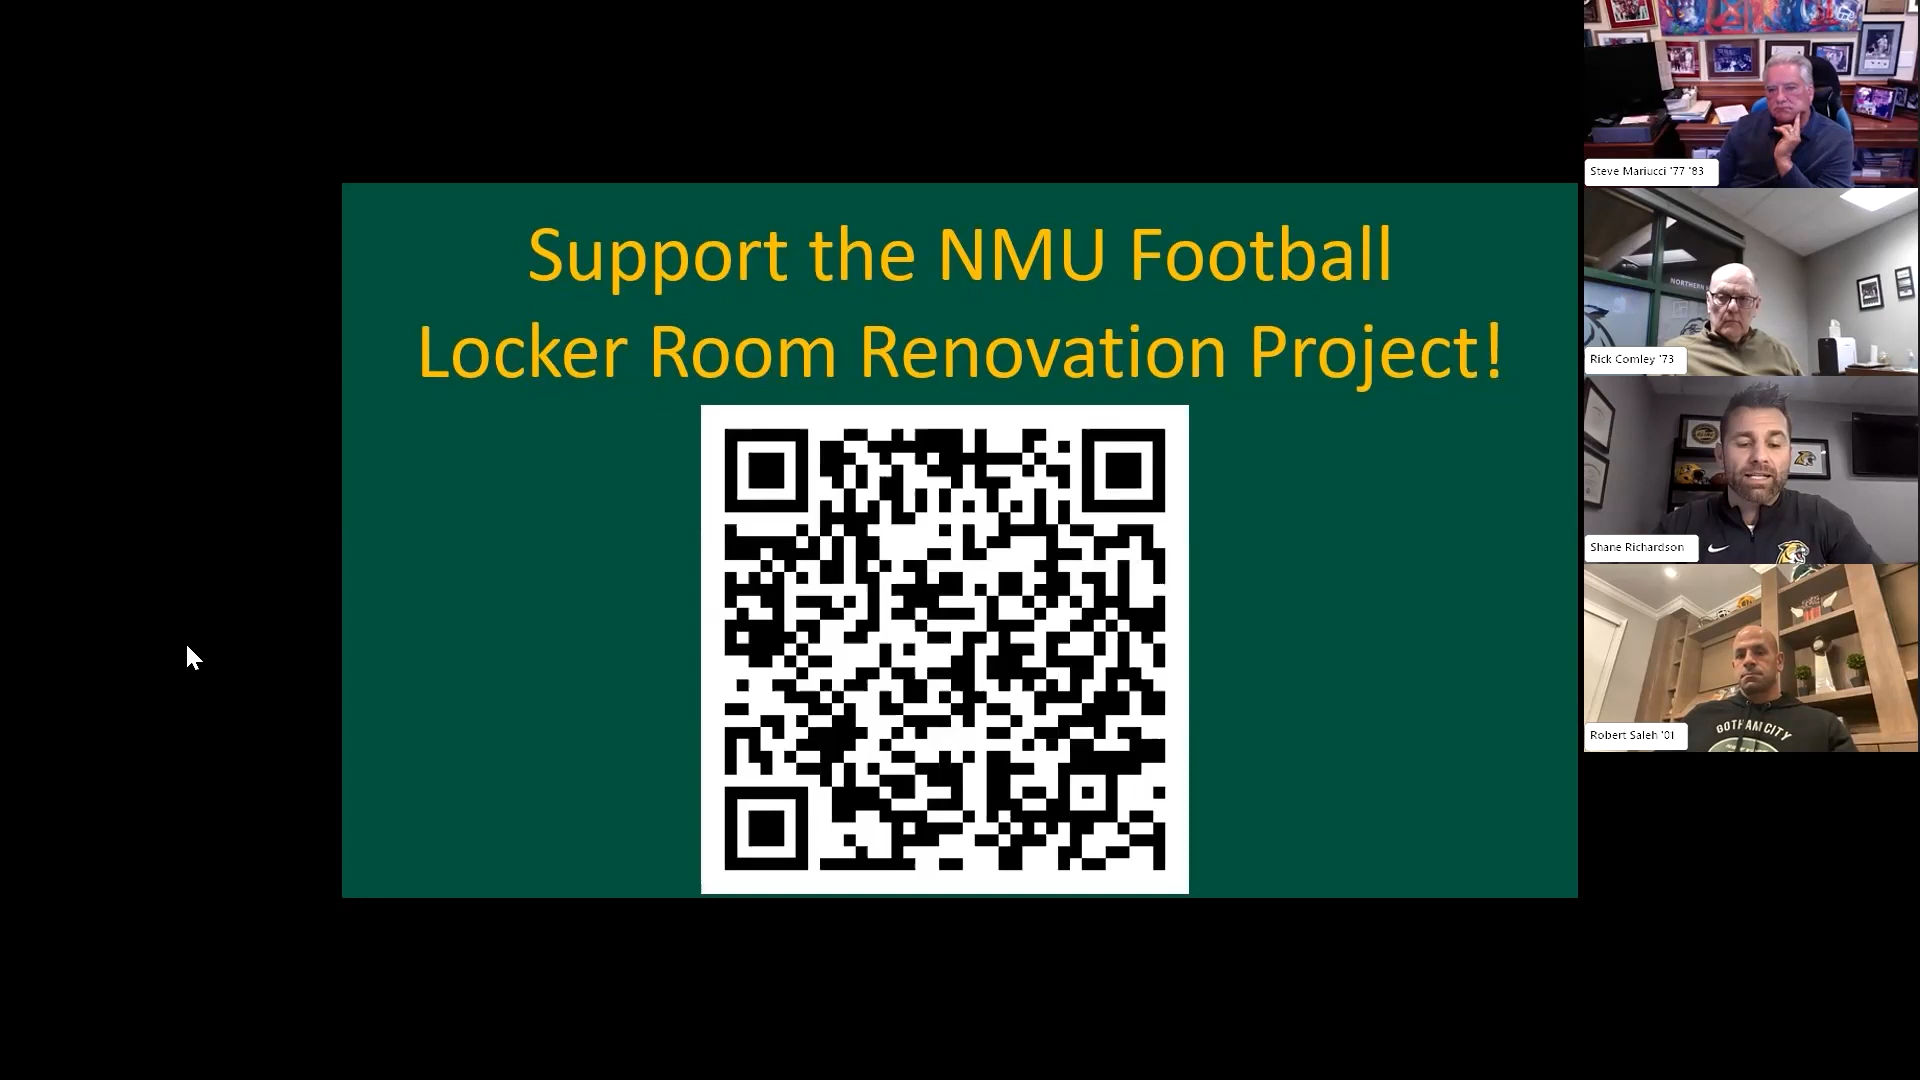 Support the NMU Football
Locker Room Renovation Project!
Steve Mariucci '77 '83
NORTHERN
Rick Comley '73
Shane Richardson
GOTHAM CITY
Robert Saleh '01